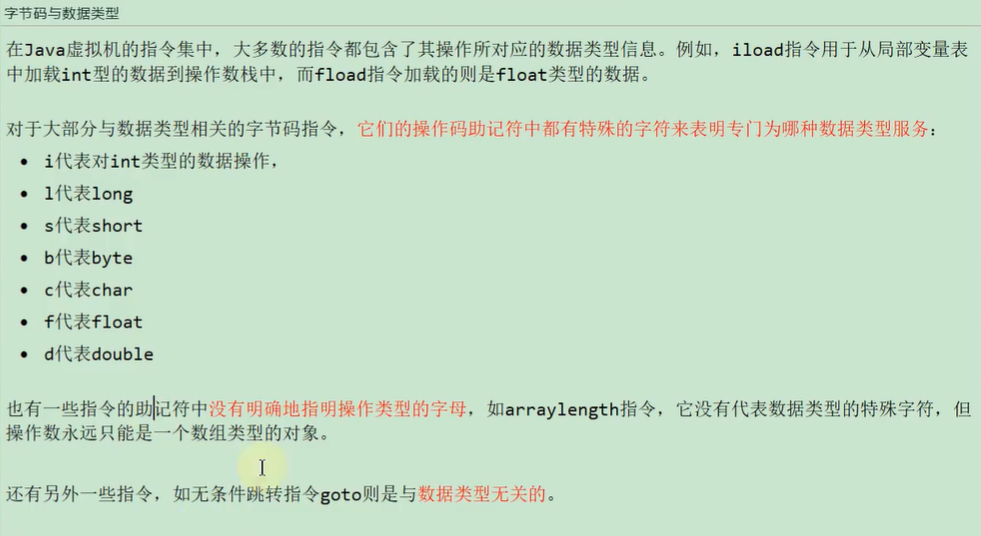 字节码与数据类型
在Java虚拟机的指令集中，大多数的指令都包含了其操作所对应的数据类型信息。例如，iload指令用于从局部变量表
中加载int型的数据到操作数栈中，而fload指令加载的则是float类型的数据。
对于大部分与数据类型相关的字节码指令，它们的操作码助记符中都有特殊的字符来表明专门为哪种数据类型服务：
• i代表对int类型的数据操作，
• l代表long
• s代表short
• b代表byte
• c代表char
• f代表float
• d代表double
也有一些指令的助记符中没有明确地指明操作类型的字母，如arraylength指令，它没有代表数据类型的特殊字符，但
操作数永远只能是一个数组类型的对象。
还有另外一些指令，如无条件跳转指令goto则是与数据类型无关的。